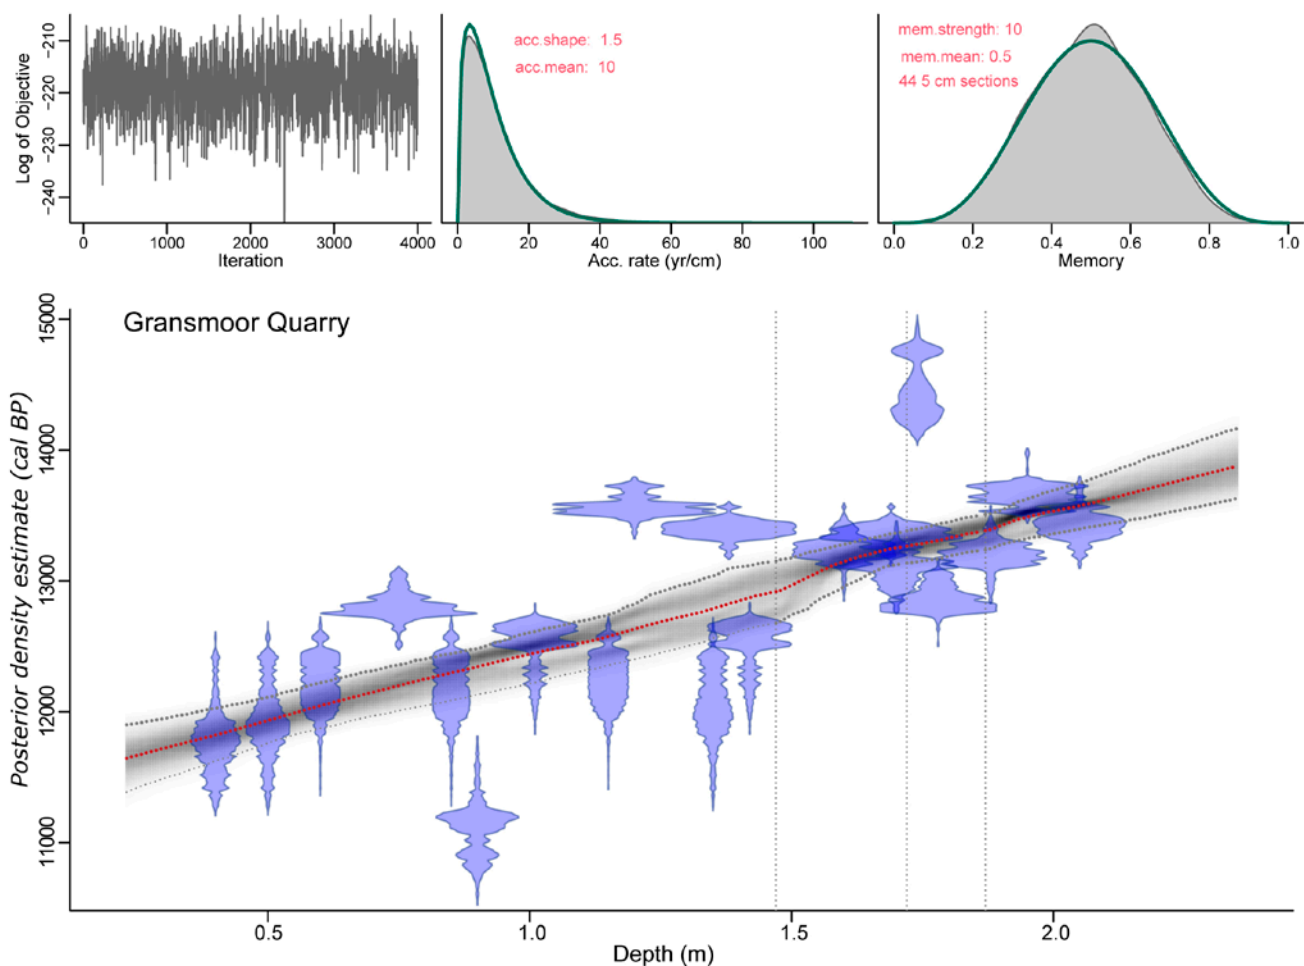 Log of Objective
-210
-220
-230
-240
0
1000
2000
3000
4000
Iteration
acc.shape: 1.5
acc.mean: 10
0
20
40
60
80
100
Acc. rate (yr/cm)
mem.strength: 10
mem.mean: 0.5
44 5 cm sections
0.0
0.2
0.4
0.6
0.8
1.0
Memory
Gransmoor Quarry
Posterior density estimate (cal BP)
15000
14000
13000
12000
11000
0.5
1.0
1.5
2.0
Depth (m)